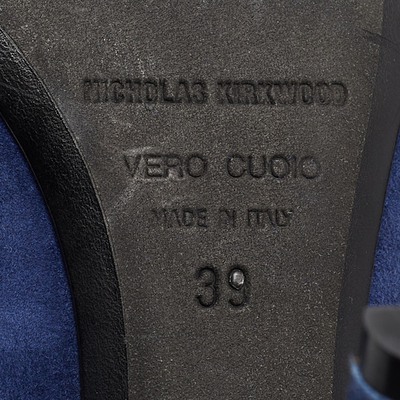 NICHOLAS KIRKWOOD
VERO CUOIO
MADE IN ITALY
39